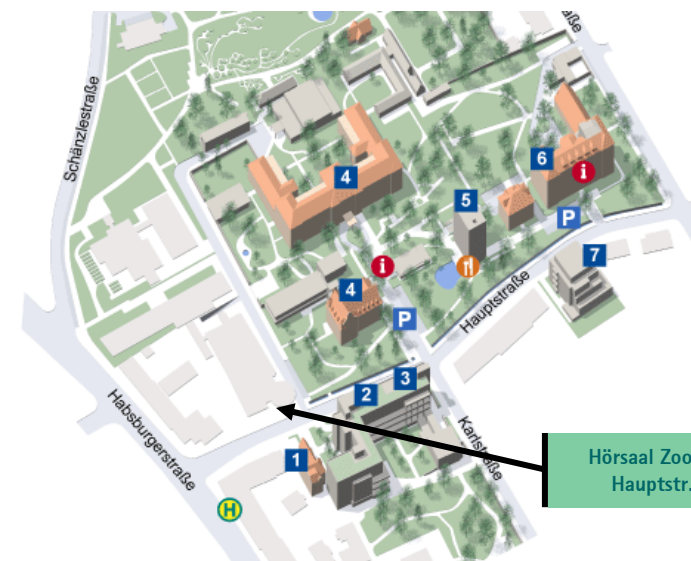 Schänzlestraße
4
6
i
5
P
7
i
4
P
Hauptstraße
3
2
Habsburgerstraße
Karlstraße
1
Hörsaal Zoo
Hauptstr.
H